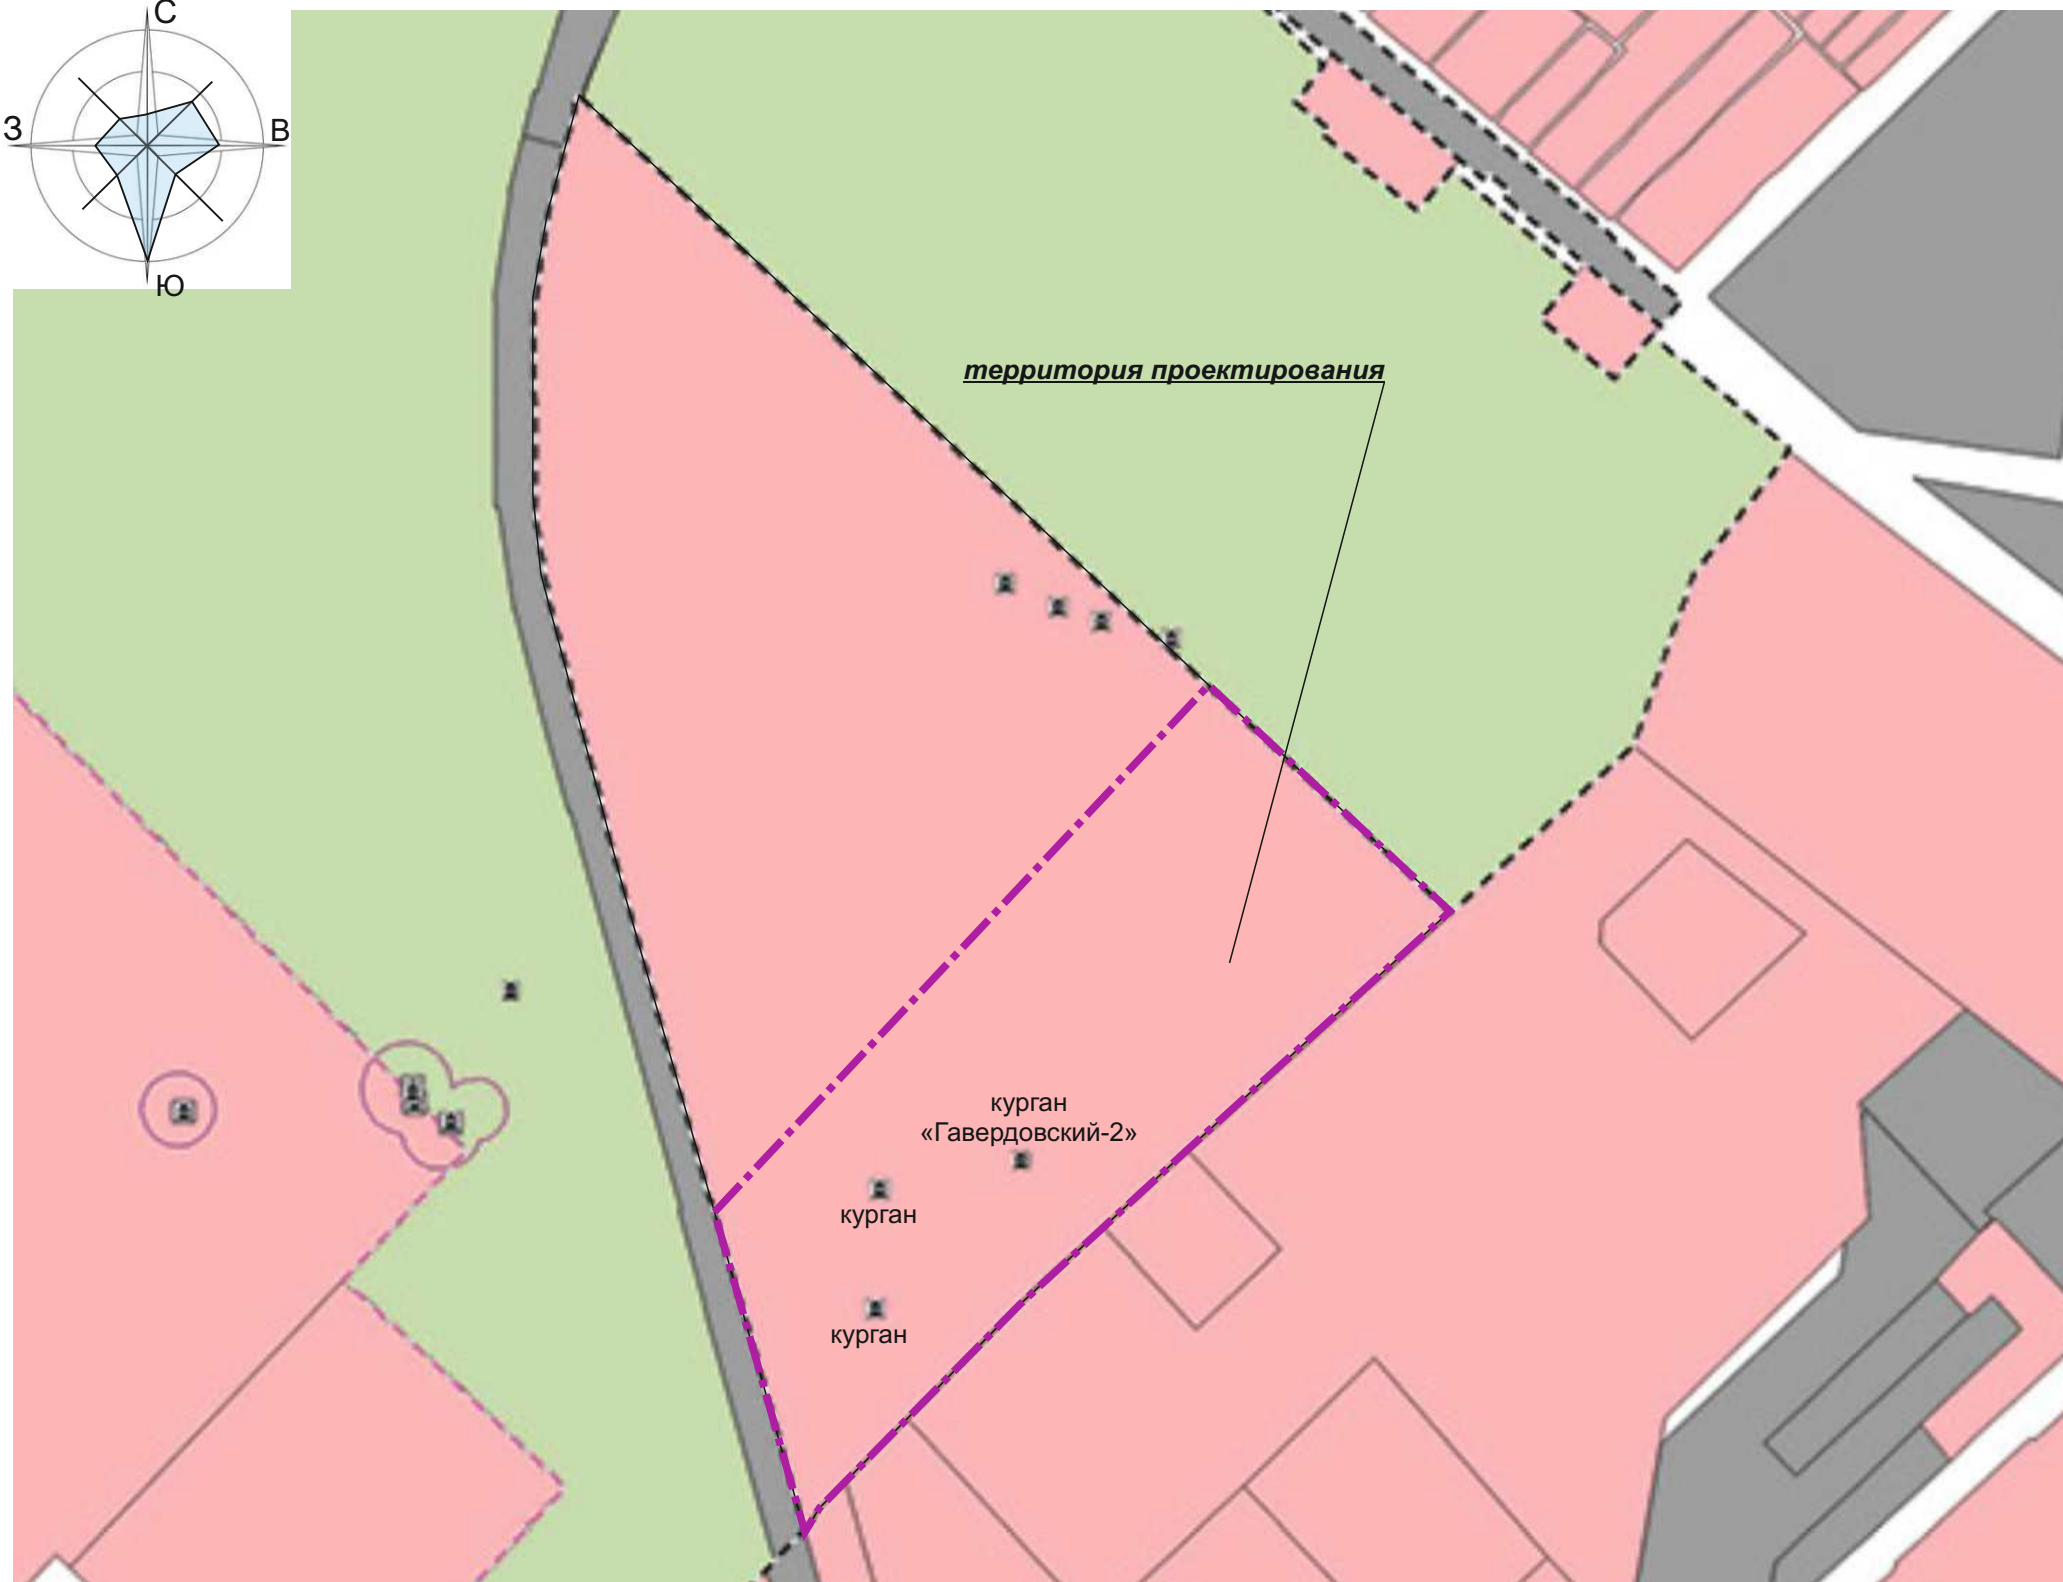 С
З
В
Ю
территория проектирования
курган
«Гавердовский-2»
курган
курган